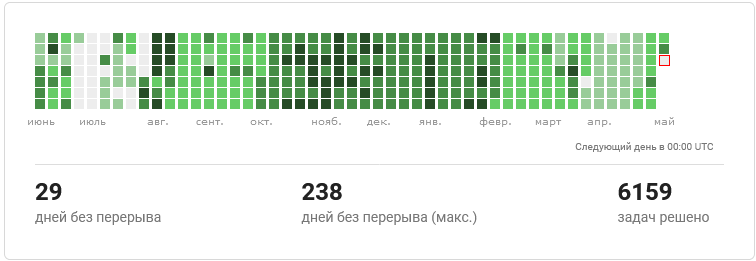 июнь июль авг. сент. окт. нояб. дек. янв. февр. март апр. май
Следующий день в 00:00 UTC
29 238 6159
дней без перерыва дней без перерыва (макс.) задач решено